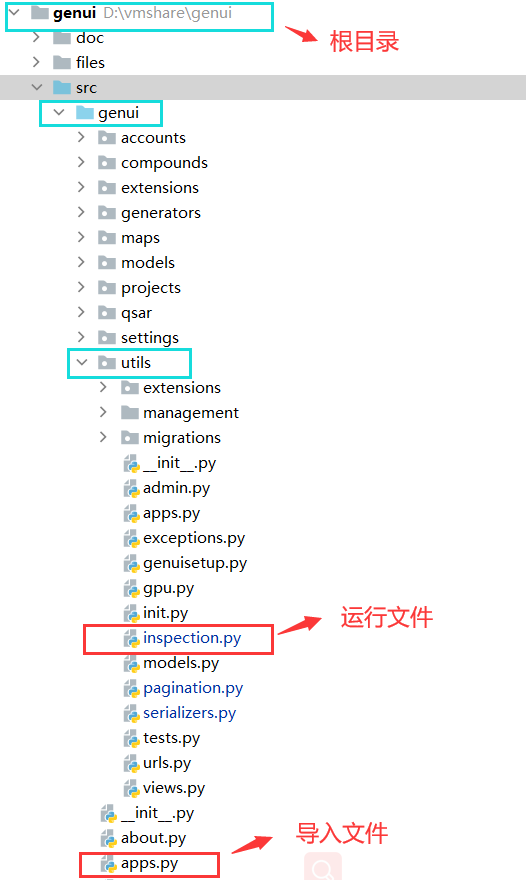 genui D:\vmshare\genui
根目录
doc
files
src
genui
accounts
compounds
extensions
generators
maps
models
projects
qsar
settings
utils
extensions
management
migrations
__init__.py
admin.py
apps.py
exceptions.py
genuisetup.py
gpu.py
init.py
运行文件
inspection.py
models.py
pagination.py
serializers.py
tests.py
urls.py
views.py
__init__.py
about.py
导入文件
apps.py